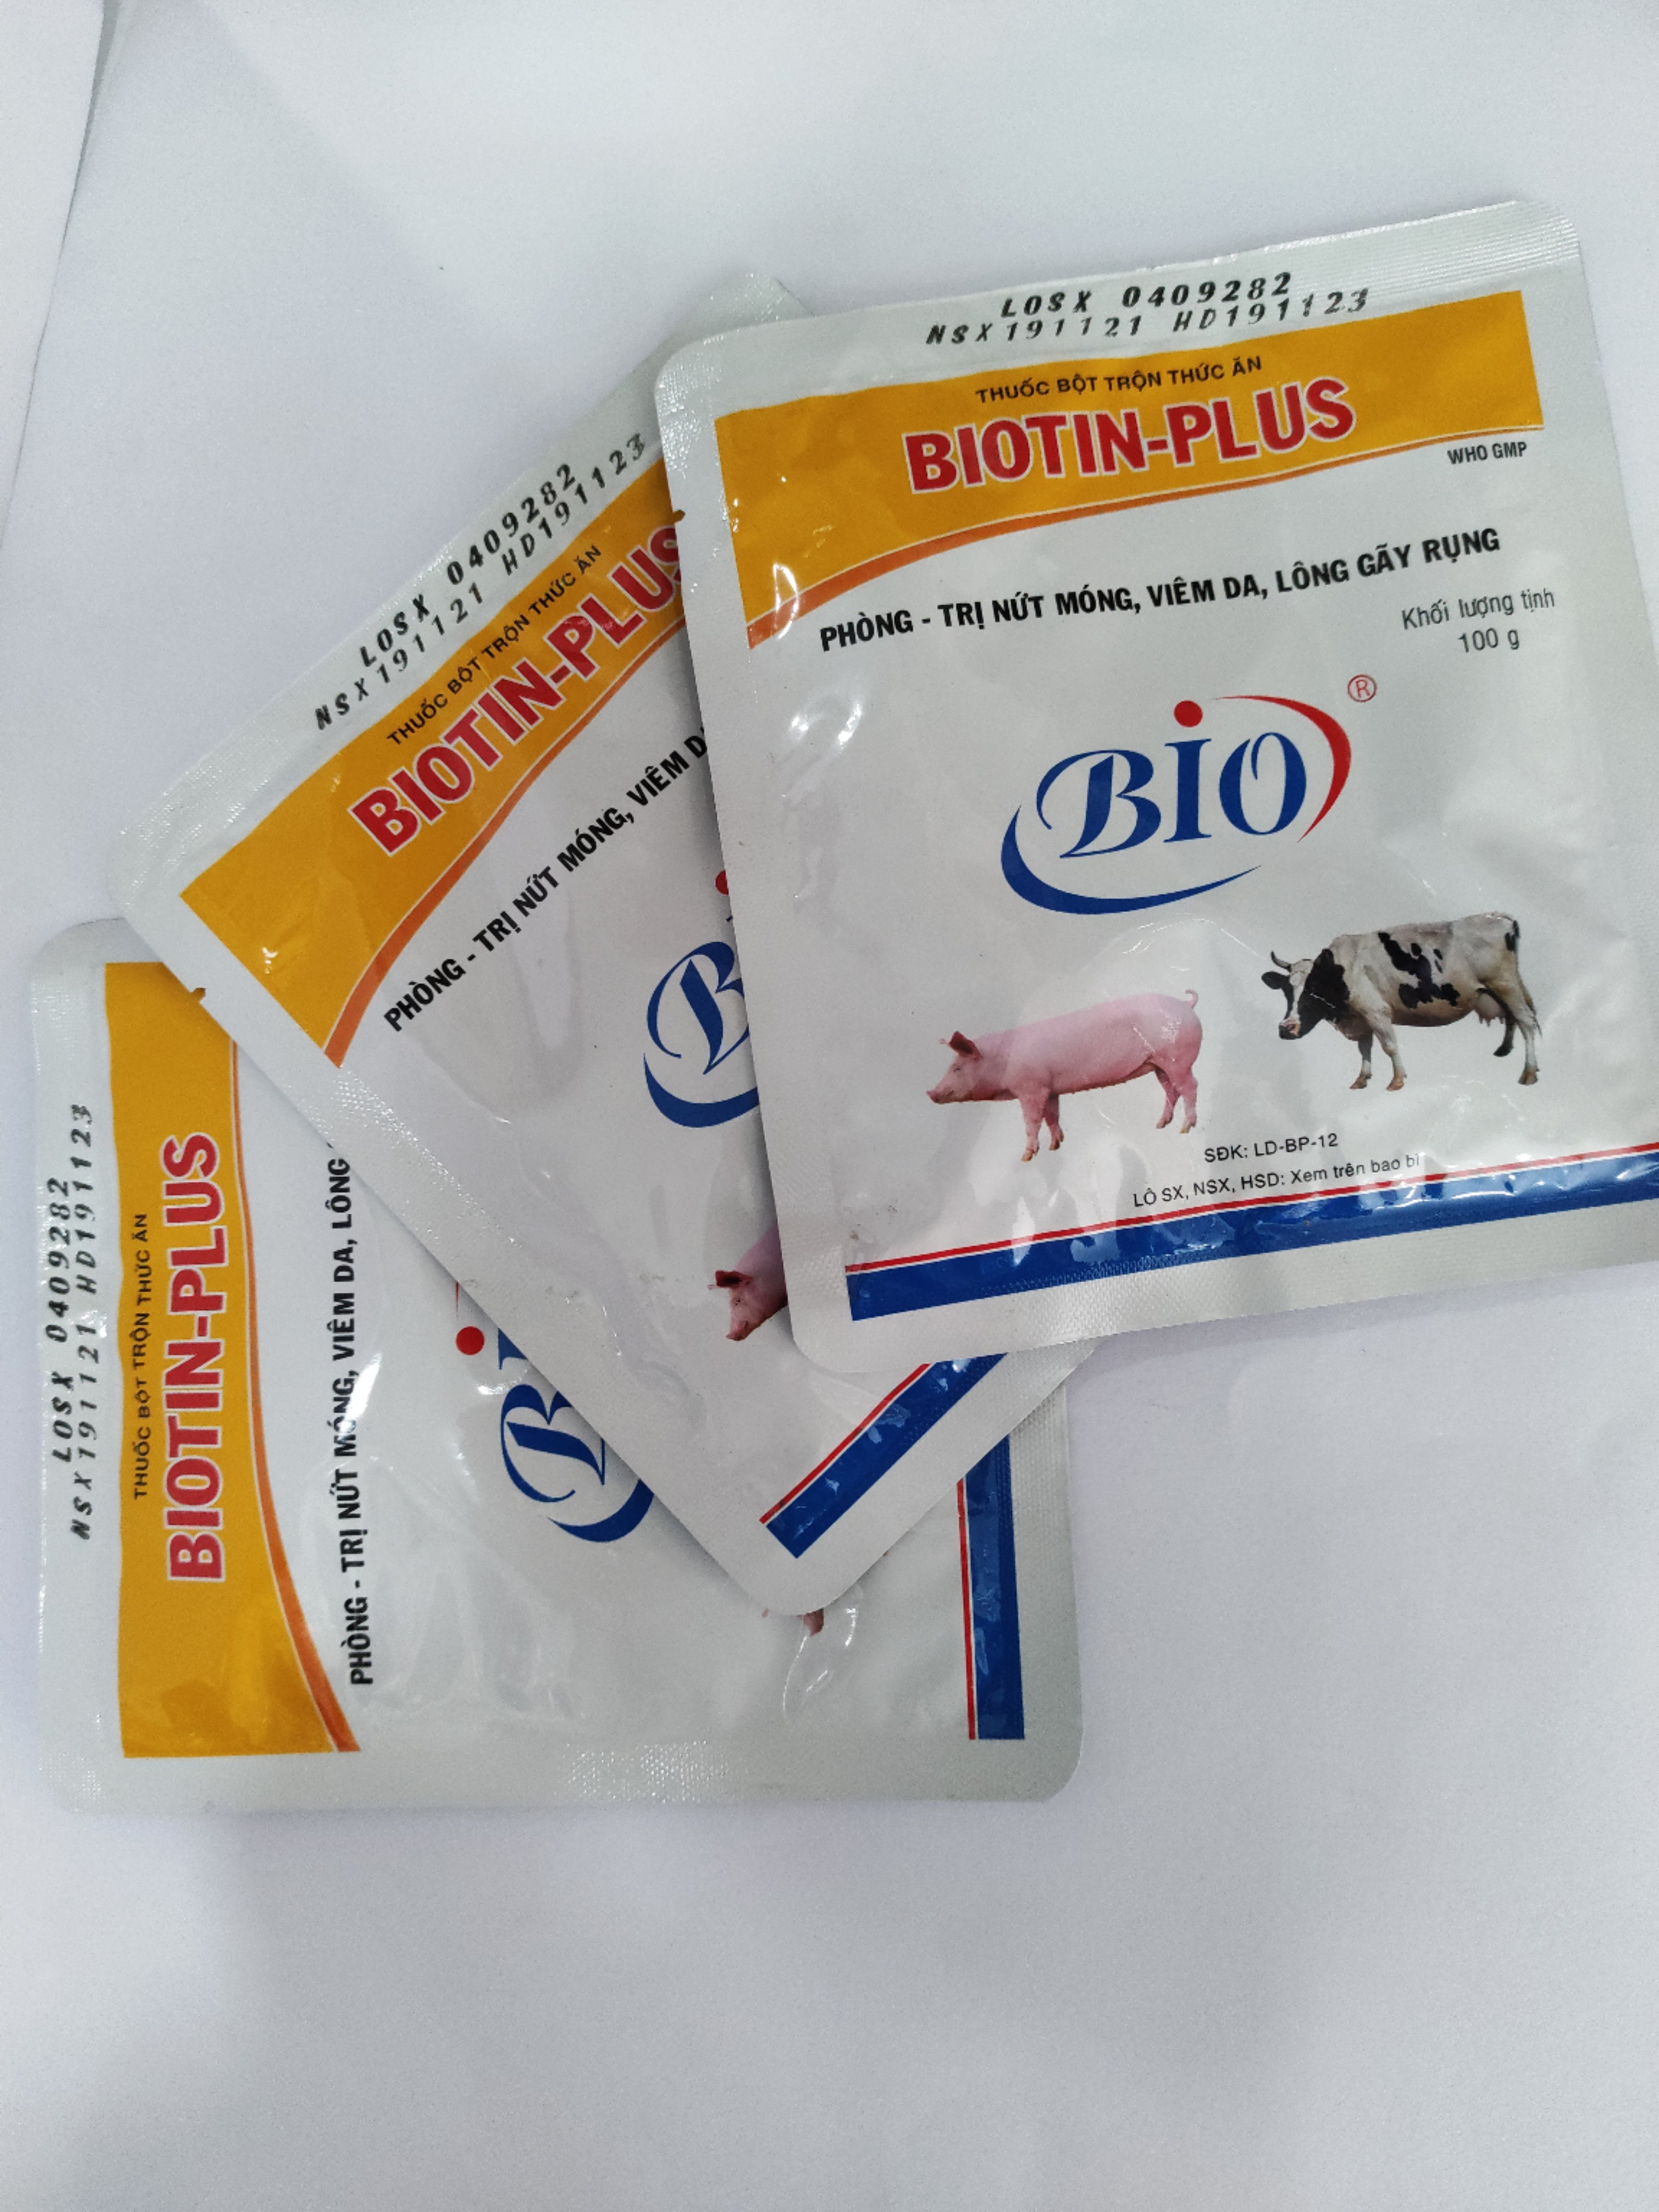 LOSX 0409282
NSX191121 HD191123
THUỐC BỘT TRỘN THỨC ĂN
BIOTIN-PLUS
WHO GMP
PHÒNG - TRỊ NỨT MÓNG, VIÊM DA, LÔNG GÃY RỤNG
Khối lượng tịnh
100 g
BIO®
SĐK: LD-BP-12
LÔ SX, NSX, HSD: Xem trên bao bì
LOSX 0409282
NSX191121 HD191123
THUỐC BỘT TRỘN THỨC ĂN
BIOTIN-PLUS
PHÒNG - TRỊ NỨT MÓNG, VIÊM
B
LOSX 0409282
NSX191121 HD191123
THUỐC BỘT TRỘN THỨC ĂN
BIOTIN-PLUS
PHÒNG - TRỊ NỨT MÓNG, VIÊM DA, LÔNG